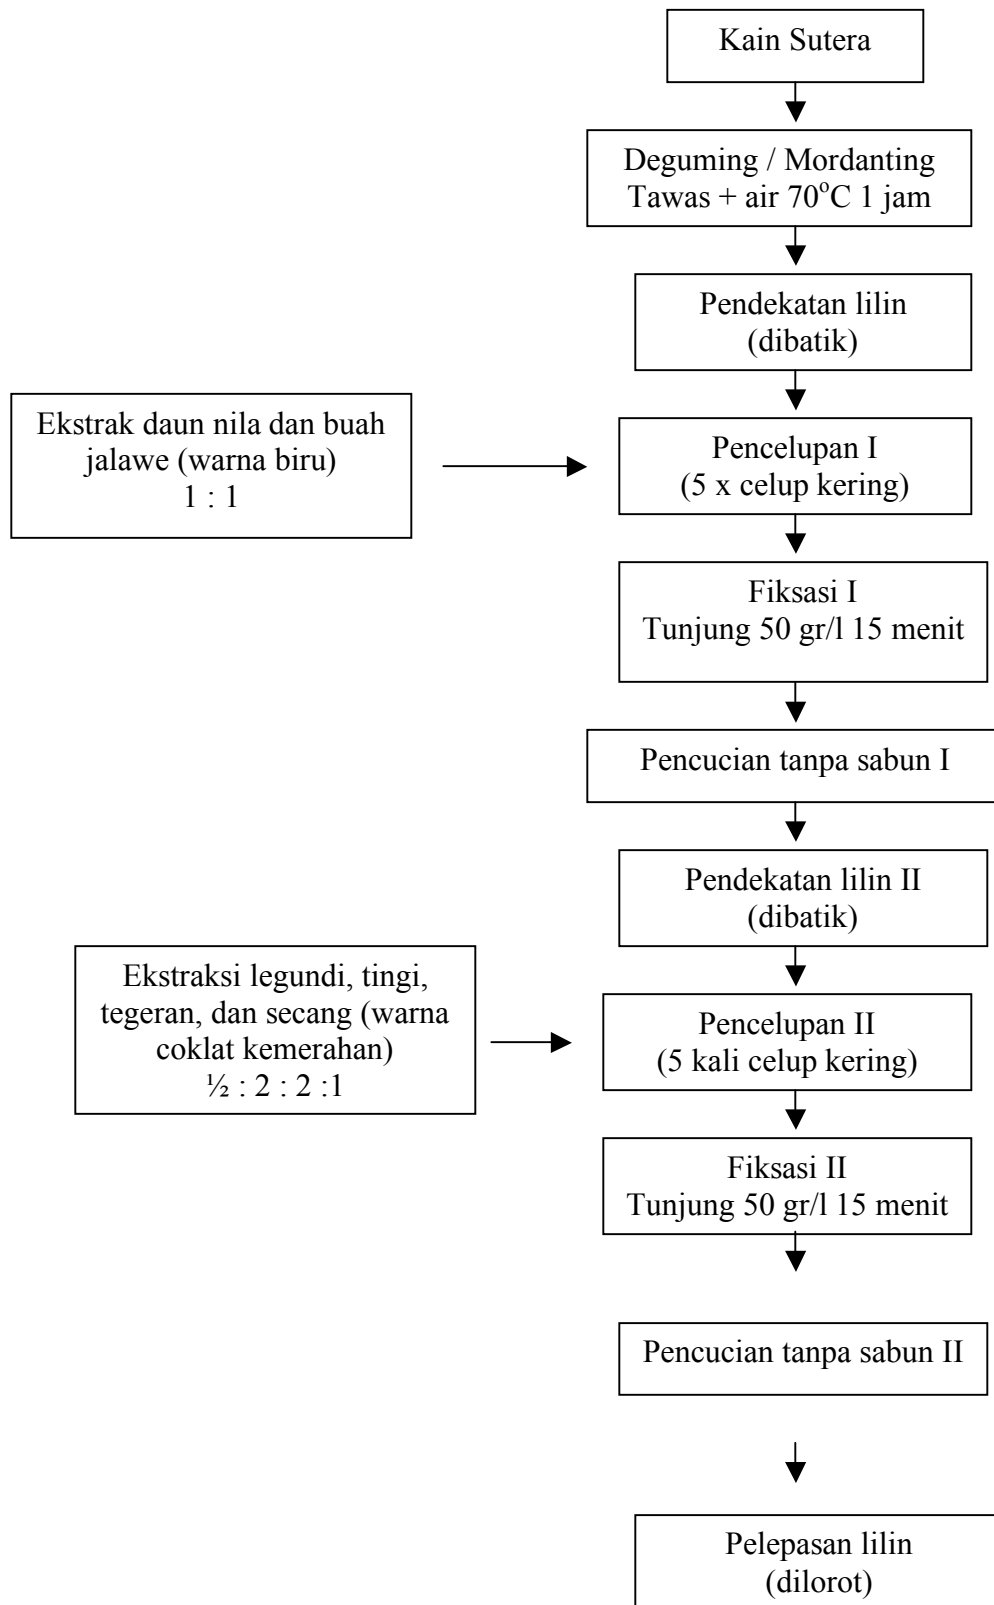 Kain Sutera
Deguming / Mordanting
Tawas + air 70°C 1 jam
Pendekatan lilin
(dibatik)
Ekstrak daun nila dan buah
jalawe (warna biru)
1 : 1
Pencelupan I
(5 x celup kering)
Fiksasi I
Tunjung 50 gr/l 15 menit
Pencucian tanpa sabun I
Pendekatan lilin II
(dibatik)
Ekstraksi legundi, tingi,
tegeran, dan secang (warna
coklat kemerahan)
½ : 2 : 2 :1
Pencelupan II
(5 kali celup kering)
Fiksasi II
Tunjung 50 gr/l 15 menit
Pencucian tanpa sabun II
Pelepasan lilin
(dilorot)